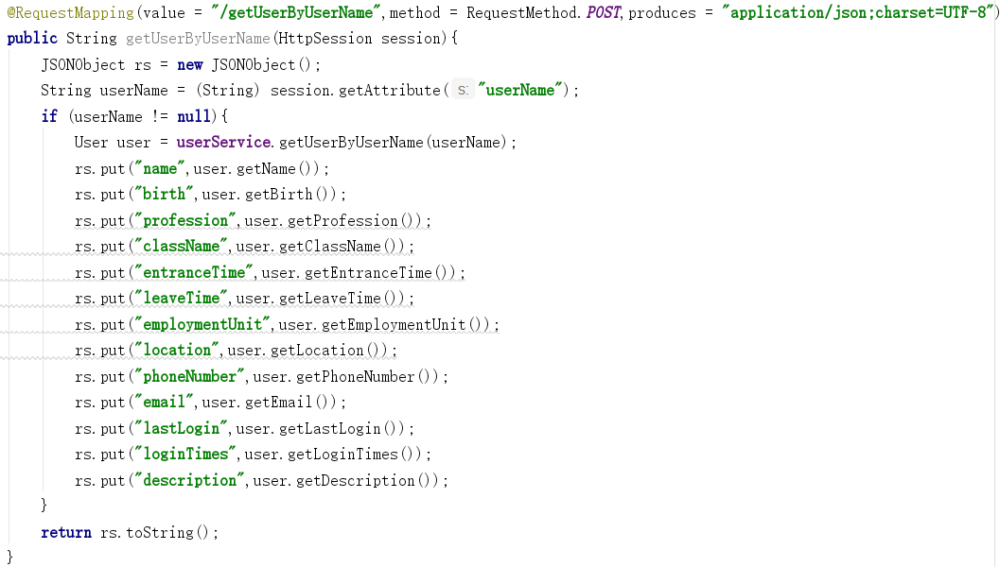 @RequestMapping(value = "/getUserByUserName",method = RequestMethod.POST,produces = "application/json;charset=UTF-8")
public String getUserByUserName(HttpSession session){
    JSONObject rs = new JSONObject();
    String userName = (String) session.getAttribute( s: "userName");
    if (userName != null){
        User user = userService.getUserByUserName(userName);
        rs.put("name",user.getName());
        rs.put("birth",user.getBirth());
        rs.put("profession",user.getProfession());
        rs.put("className",user.getClassName());
        rs.put("entranceTime",user.getEntranceTime());
        rs.put("leaveTime",user.getLeaveTime());
        rs.put("employmentUnit",user.getEmploymentUnit());
        rs.put("location",user.getLocation());
        rs.put("phoneNumber",user.getPhoneNumber());
        rs.put("email",user.getEmail());
        rs.put("lastLogin",user.getLastLogin());
        rs.put("loginTimes",user.getLoginTimes());
        rs.put("description",user.getDescription());
    }
    return rs.toString();
}